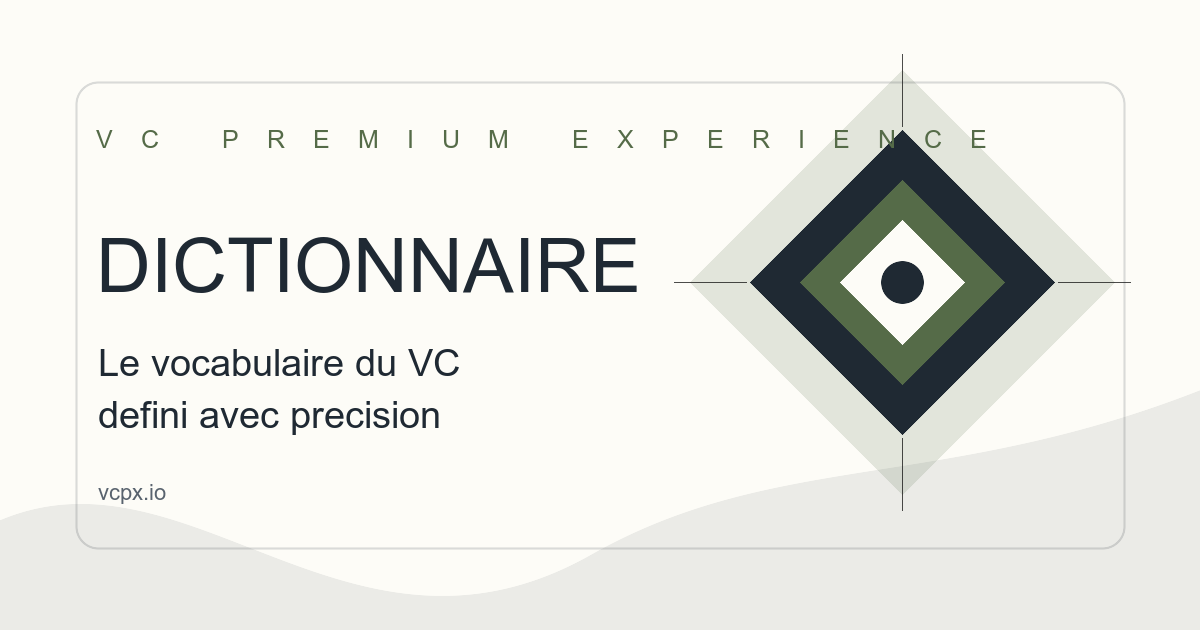 VC PREMIUM EXPERIENCE
DICTIONNAIRE
Le vocabulaire du VC
defini avec precision
vcpx.io